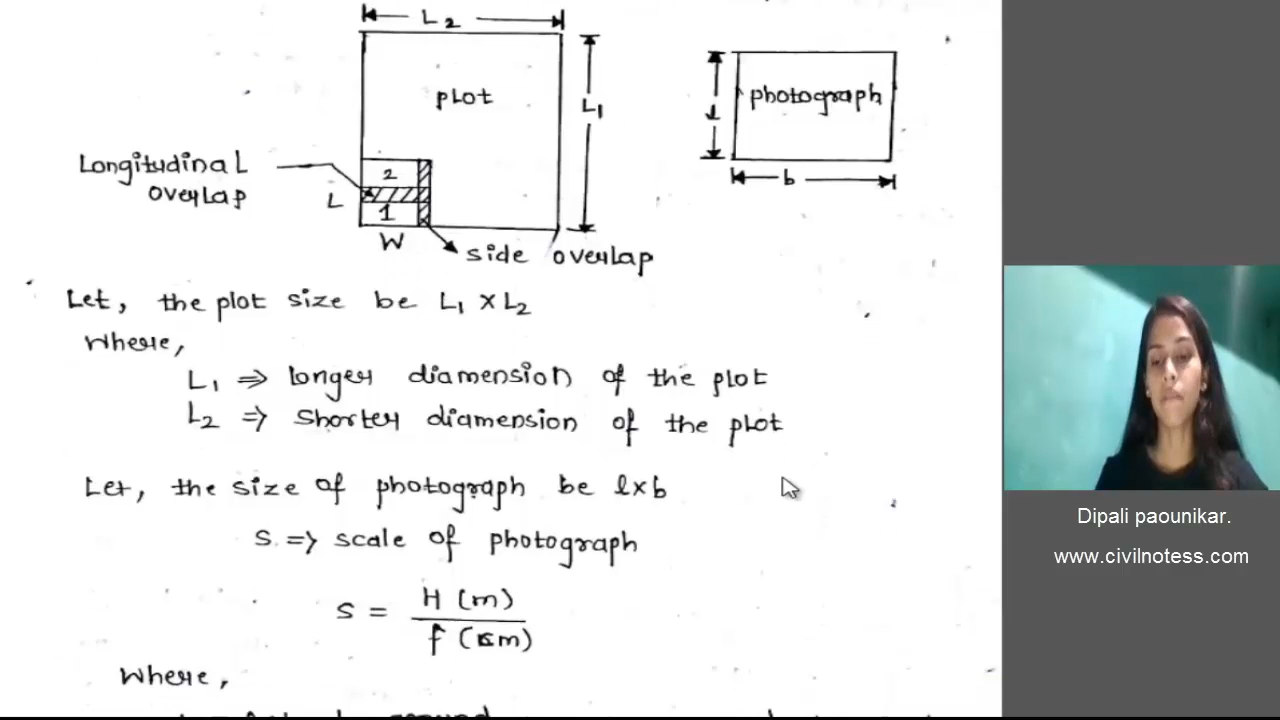 L2
plot
L1
photograph
l
b
Longitudinal
overlap
L
2
1
W
side overlap
Let, the plot size be L1 x L2
Where,
L1 => longer diamension of the plot
L2 => Shorter diamension of the plot
Let, the size of photograph be l x b
S => scale of photograph
S = H (m)
f (cm)
Where,
Dipali paounikar.
www.civilnotess.com